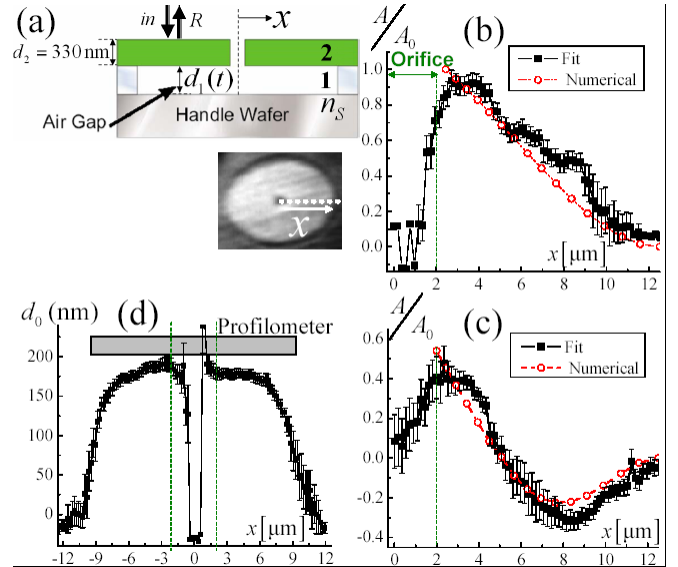 (a)
in
R
x
d₂ = 330 nm
2
d₁(t)
1
n_S
Air Gap
Handle Wafer
x
A/A₀
(b)
Orifice
Fit
Numerical
1.0
0.8
0.6
0.4
0.2
0.0
x [μm]
0 2 4 6 8 10 12
d₀ (nm)
(d)
Profilometer
200
150
100
50
0
x [μm]
-12 -9 -6 -3 0 3 6 9 12
A/A₀
(c)
Fit
Numerical
0.6
0.4
0.2
0.0
-0.2
-0.4
x [μm]
0 2 4 6 8 10 12